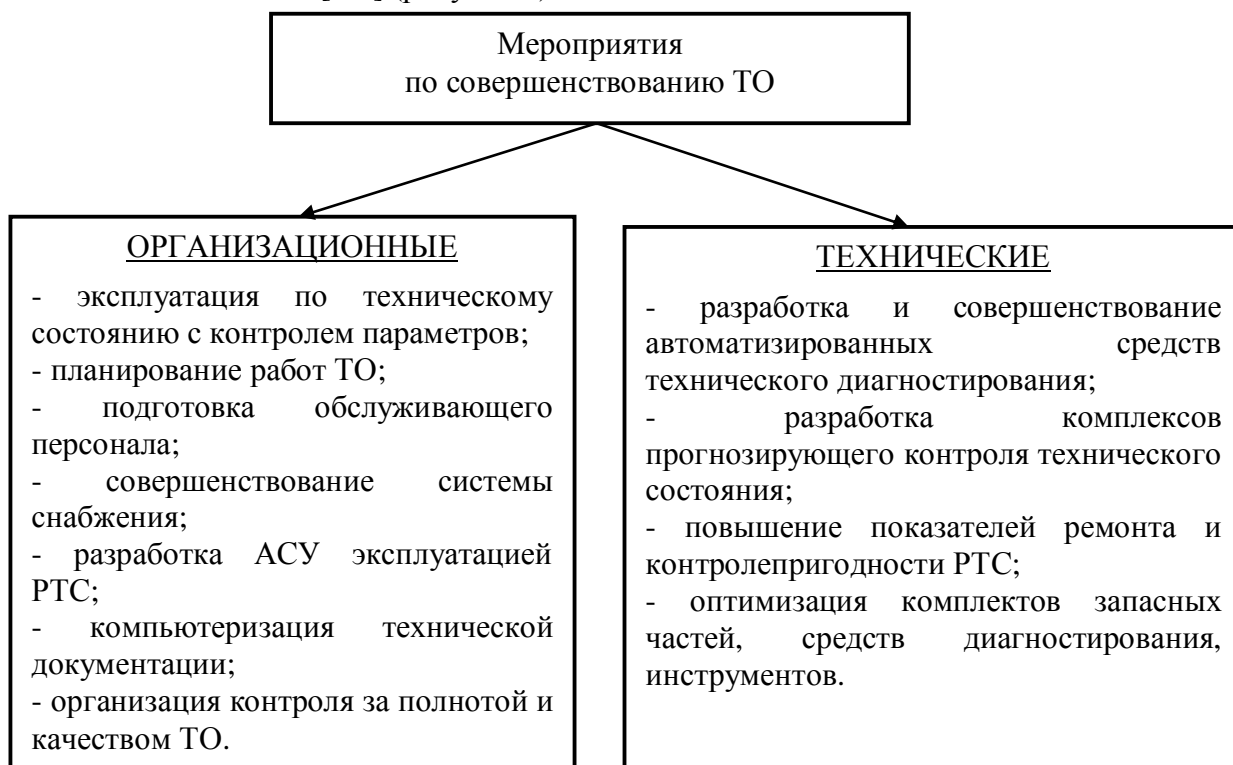 Мероприятия
по совершенствованию ТО
ОРГАНИЗАЦИОННЫЕ
- эксплуатация по техническому
состоянию с контролем параметров;
- планирование работ ТО;
- подготовка обслуживающего
персонала;
- совершенствование системы
снабжения;
- разработка АСУ эксплуатацией
РТС;
- компьютеризация технической
документации;
- организация контроля за полнотой и
качеством ТО.
ТЕХНИЧЕСКИЕ
- разработка и совершенствование
автоматизированных средств
технического диагностирования;
- разработка комплексов
прогнозирующего контроля технического
состояния;
- повышение показателей ремонта и
контролепригодности РТС;
- оптимизация комплектов запасных
частей, средств диагностирования,
инструментов.